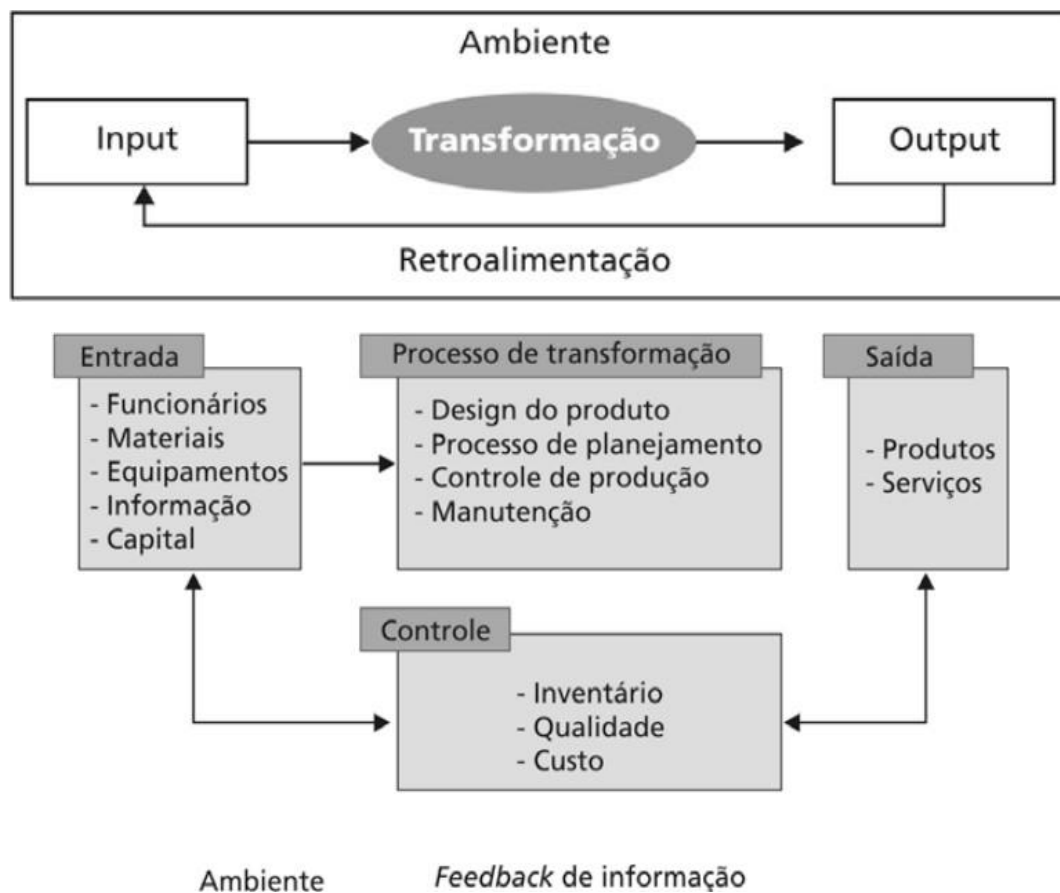 Ambiente
Input
Transformação
Output
Retroalimentação
Entrada
- Funcionários
- Materiais
- Equipamentos
- Informação
- Capital
Processo de transformação
- Design do produto
- Processo de planejamento
- Controle de produção
- Manutenção
Saída
- Produtos
- Serviços
Controle
- Inventário
- Qualidade
- Custo
Ambiente
Feedback de informação